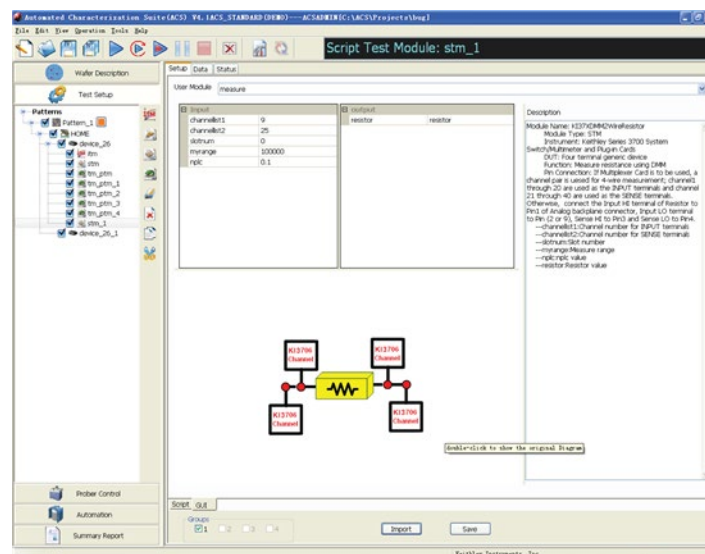 Automated Characterization Suite(ACS) V4.1ACS_STANDARD(DEMO)---ACSADMIN[C:\ACS\Projects\bug]
File Edit View Operation Tools Help
Script Test Module: stm_1
Wafer Description
Test Setup
Patterns
Pattern_1
HOME
device_26
itm
stm
tm_ptm
tm_ptm_1
tm_ptm_2
tm_ptm_3
tm_ptm_4
stm_1
device_26_1
Prober Control
Automation
Summary Report
Setup Data Status
User Module measure
Input
channellist1 9
channellist2 25
slotnum 0
myrange 100000
nplc 0.1
Output
resistor resistor
Description
Module Name: KI37XDMM2WireResistor
Module Type: STM
Instrument: Keithley Series 3700 System
Switch/Multimeter and Plug-in Cards
DUT: Four terminal generic device
Function: Measure resistance using DMM
Pin Connection: If Multiplexer Card is to be used, a
channel pair is uesed for 4-wire measurement; channel1
through 20 are used as the INPUT terminals and channel
21 through 40 are used as the SENSE terminals.
Otherwise, connect the Input HI terminal of Resistor to
Pin1 of Analog backplane connector, Input LO terminal
to Pin (2 or 9), Sense HI to Pin3 and Sense LO to Pin4.
---channellist1:Channel number for INPUT terminals
---channellist2:Channel number for SENSE terminals
---slotnum:Slot number
---myrange:Measure range
---nplc:nplc value
---resistor:Resistor value
KI3706 Channel
KI3706 Channel
KI3706 Channel
KI3706 Channel
double-click to show the original Diagram
Script GUI
Groups
1 2 3 4
Import
Save
Keithley Instruments, Inc.